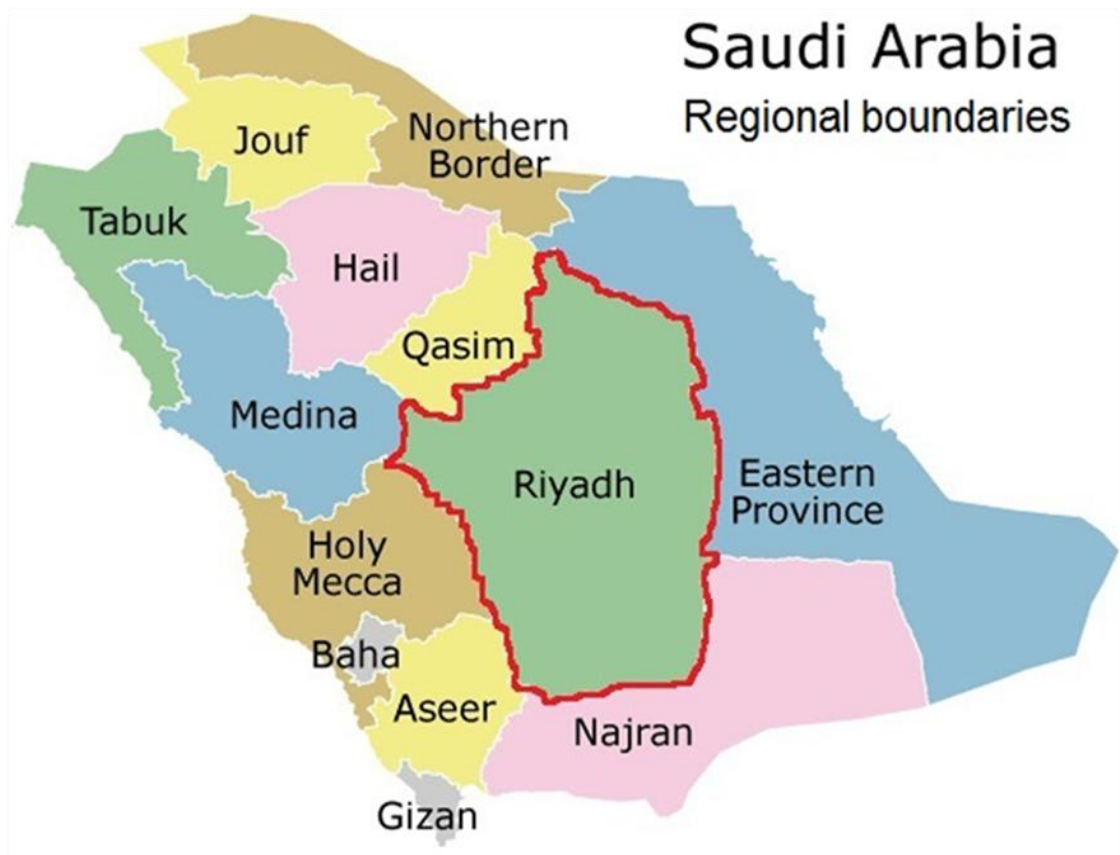 Saudi Arabia
Regional boundaries
Jouf
Northern
Border
Tabuk
Hail
Qasim
Medina
Riyadh
Eastern
Province
Holy
Mecca
Baha
Aseer
Najran
Gizan